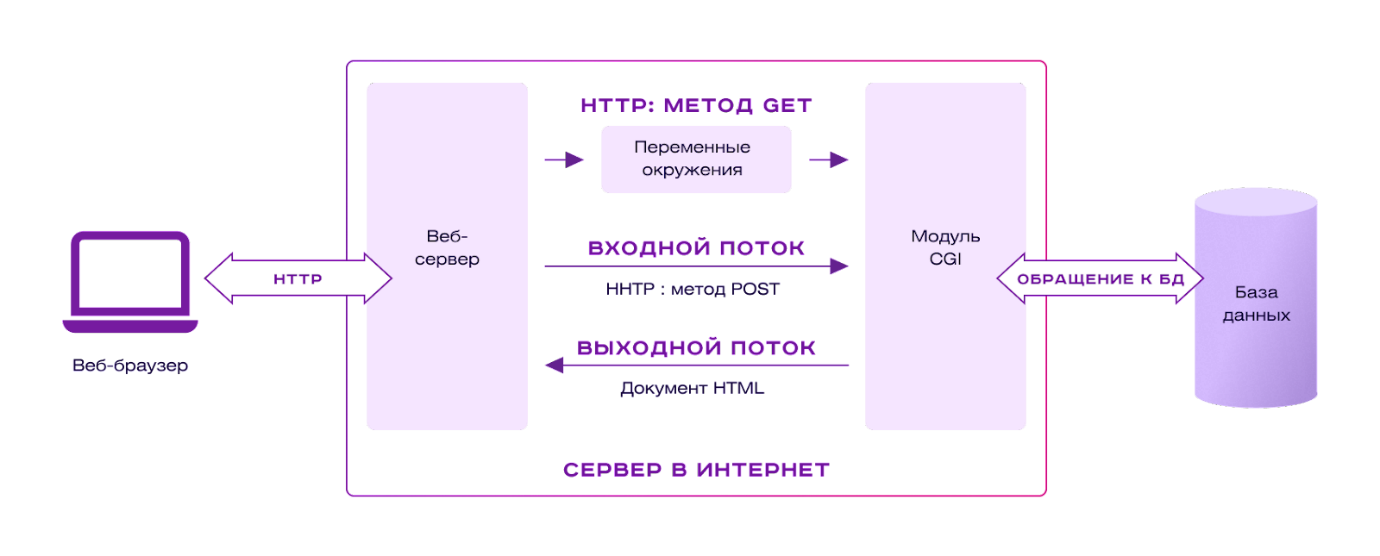 HTTP: МЕТОД GET
Переменные
окружения
Веб-
сервер
ВХОДНОЙ ПОТОК
HHTP : метод POST
Модуль
CGI
HTTP
ОБРАЩЕНИЕ К БД
База
данных
ВЫХОДНОЙ ПОТОК
Документ HTML
Веб-браузер
СЕРВЕР В ИНТЕРНЕТ